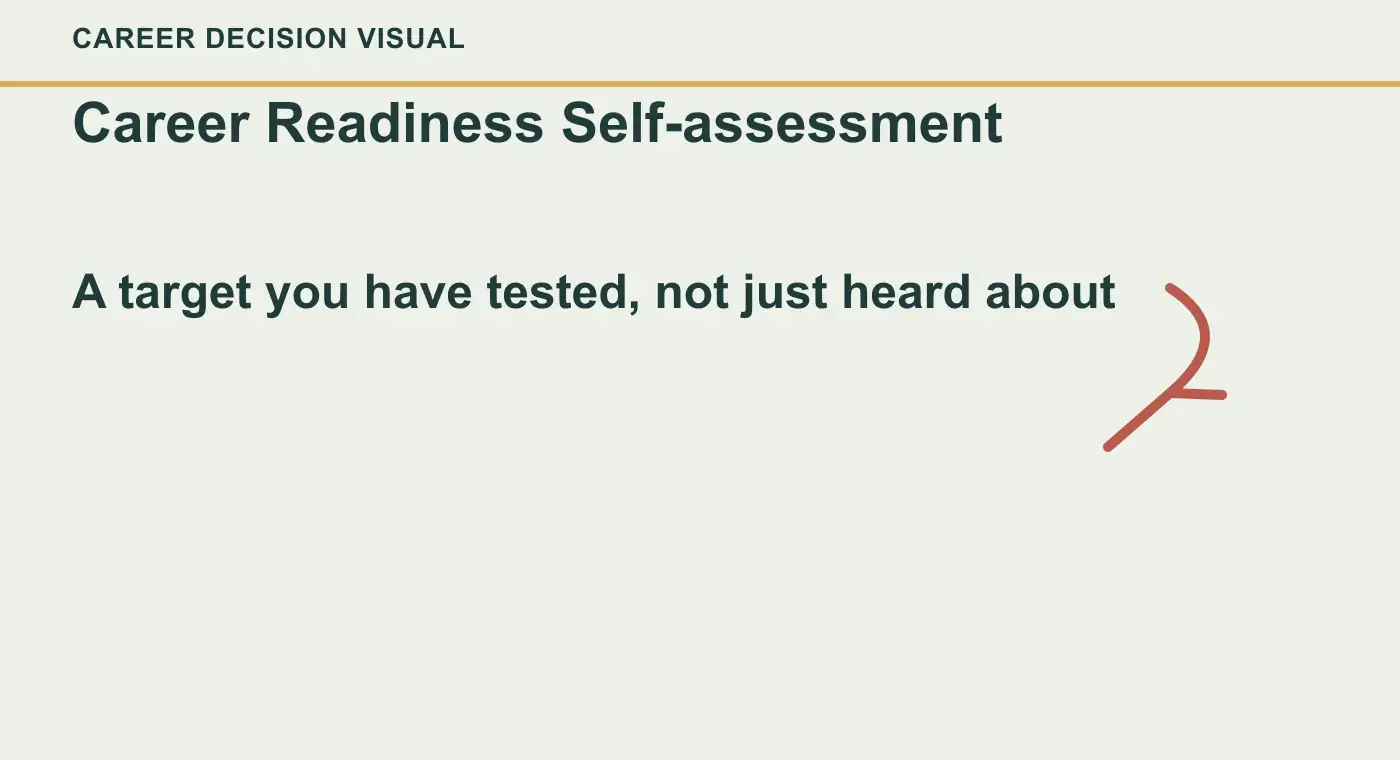 CAREER DECISION VISUAL
Career Readiness Self-assessment
A target you have tested, not just heard about